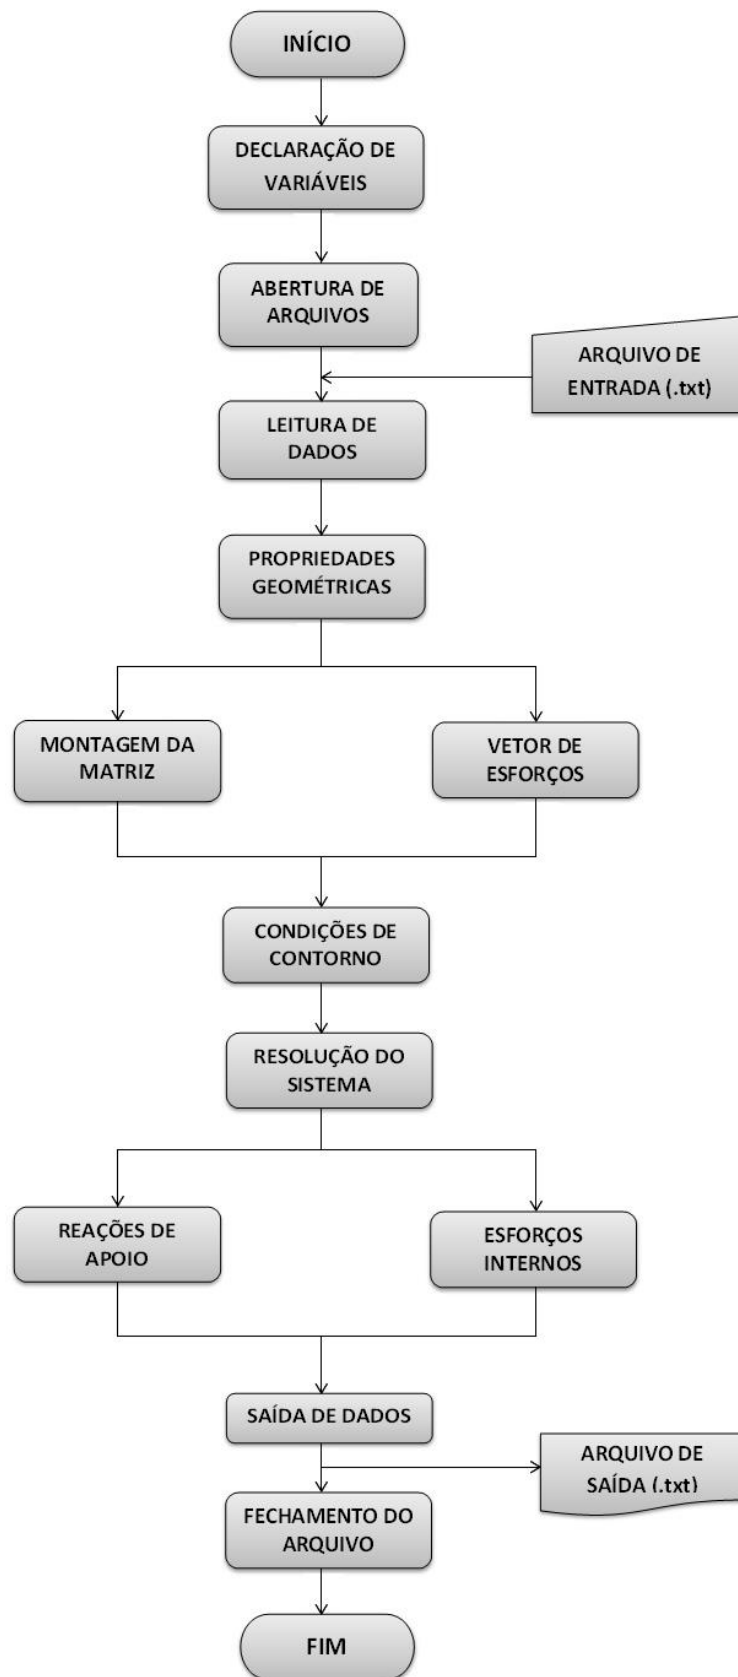 INÍCIO
DECLARAÇÃO DE
VARIÁVEIS
ABERTURA DE
ARQUIVOS
ARQUIVO DE
ENTRADA (.txt)
LEITURA DE
DADOS
PROPRIEDADES
GEOMÉTRICAS
MONTAGEM DA
MATRIZ
VETOR DE
ESFORÇOS
CONDIÇÕES DE
CONTORNO
RESOLUÇÃO DO
SISTEMA
REAÇÕES DE
APOIO
ESFORÇOS
INTERNOS
SAÍDA DE DADOS
ARQUIVO DE
SAÍDA (.txt)
FECHAMENTO DO
ARQUIVO
FIM